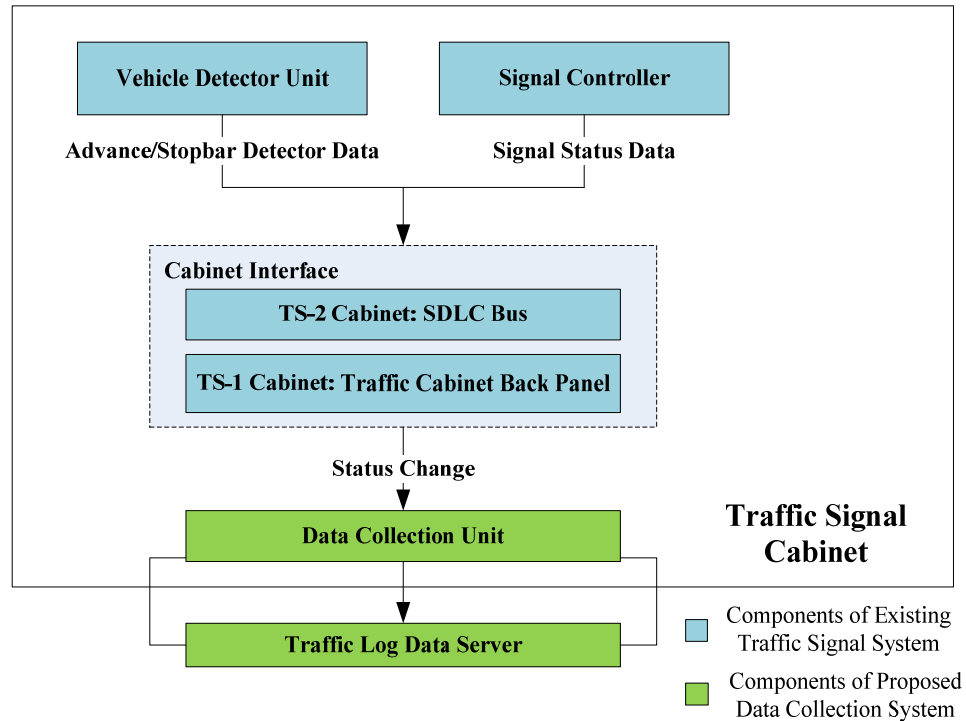 Vehicle Detector Unit
Signal Controller
Advance/Stopbar Detector Data
Signal Status Data
Cabinet Interface
TS-2 Cabinet: SDLC Bus
TS-1 Cabinet: Traffic Cabinet Back Panel
Status Change
Data Collection Unit
Traffic Signal
Cabinet
Traffic Log Data Server
Components of Existing
Traffic Signal System
Components of Proposed
Data Collection System